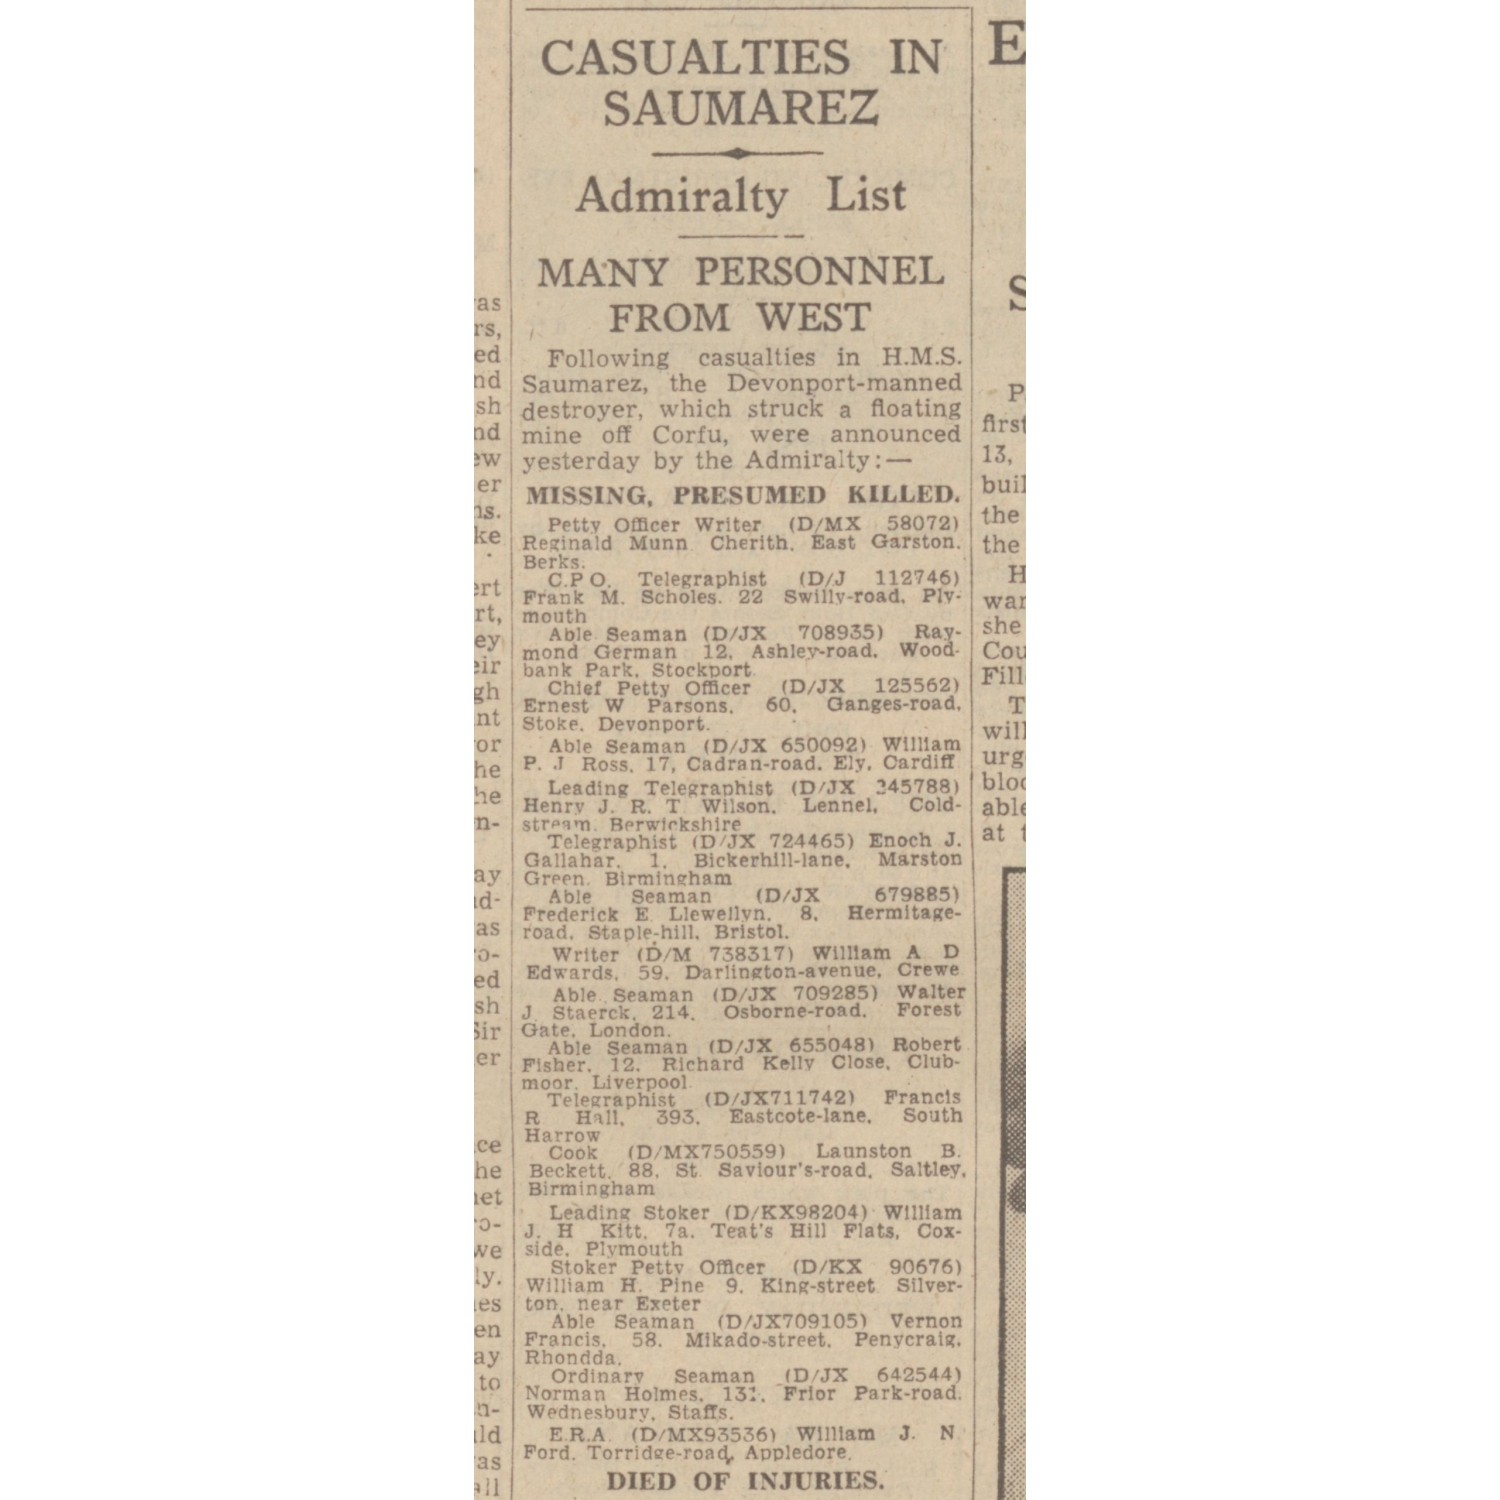 CASUALTIES IN
SAUMAREZ
Admiralty List
MANY PERSONNEL
FROM WEST
Following casualties in H.M.S.
Saumarez, the Devonport-manned
destroyer, which struck a floating
mine off Corfu, were announced
yesterday by the Admiralty:—
MISSING, PRESUMED KILLED.
Petty Officer Writer (D/MX 58072)
Reginald Munn Cherith, East Garston,
Berks.
C.P.O. Telegraphist (D/J 112746)
Frank M. Scholes. 22 Swilly-road, Ply-
mouth
Able Seaman (D/JX 708935) Ray-
mond German 12, Ashley-road, Wood-
bank Park, Stockport
Chief Petty Officer (D/JX 125562)
Ernest W Parsons, 60, Ganges-road,
Stoke, Devonport.
Able Seaman (D/JX 650092) William
P. J Ross, 17, Cadran-road. Ely, Cardiff
Leading Telegraphist (D/JX 245788)
Henry J. R. T Wilson, Lennel, Cold-
stream. Berwickshire
Telegraphist (D/JX 724465) Enoch J.
Gallahar, 1, Bickerhill-lane, Marston
Green. Birmingham
Able Seaman (D/JX 679885)
Frederick E. Llewellyn, 8, Hermitage-
road, Staple-hill, Bristol.
Writer (D/M 738317) William A D
Edwards, 59, Darlington-avenue, Crewe
Able Seaman (D/JX 709285) Walter
J Staerck, 214, Osborne-road, Forest
Gate, London.
Able Seaman (D/JX 655048) Robert
Fisher, 12, Richard Kelly Close, Club-
moor, Liverpool
Telegraphist (D/JX711742) Francis
R Hall, 393, Eastcote-lane, South
Harrow
Cook (D/MX750559) Launston B.
Beckett, 88, St Saviour's-road, Saltley,
Birmingham
Leading Stoker (D/KX98204) William
J. H Kitt, 7a, Teat's Hill Flats, Cox-
side, Plymouth
Stoker Petty Officer (D/KX 90676)
William H. Pine 9, King-street Silver-
ton, near Exeter
Able Seaman (D/JX709105) Vernon
Francis, 58, Mikado-street, Penycraig,
Rhondda.
Ordinary Seaman (D/JX 642544)
Norman Holmes, 131, Frior Park-road,
Wednesbury, Staffs.
E.R.A. (D/MX93536) William J. N
Ford, Torridge-road, Appledore.
DIED OF INJURIES.